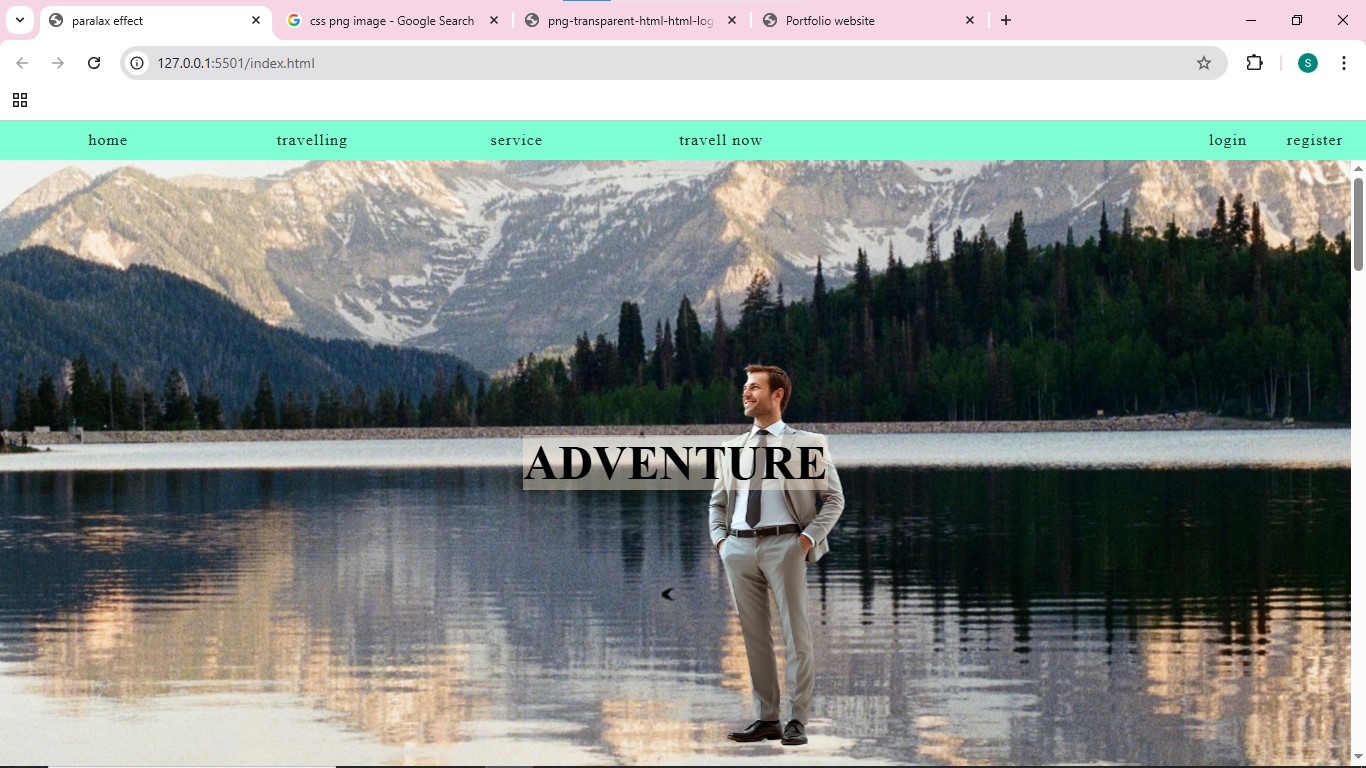 paralax effect
css png image - Google Search
png-transparent-html-html-log
Portfolio website
127.0.0.1:5501/index.html
S
home travelling service travell now login register
ADVENTURE